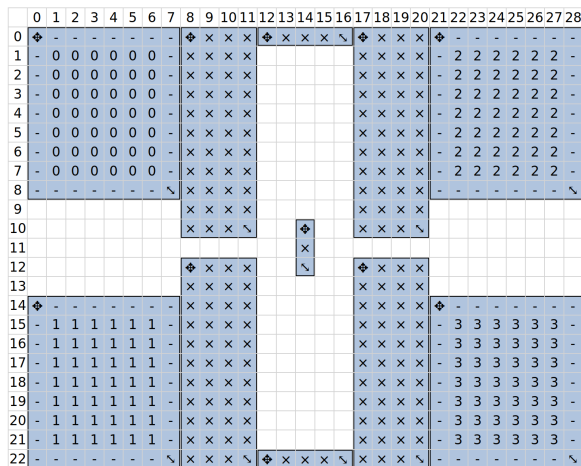 0 1 2 3 4 5 6 7 8 9 10 11 12 13 14 15 16 17 18 19 20 21 22 23 24 25 26 27 28
0 ✥ - - - - - - - ✥ × × × ✥ × × × ⤡ ✥ × × × ✥ - - - - - - -
1 - 0 0 0 0 0 0 - × × × × × × × × - 2 2 2 2 2 2 -
2 - 0 0 0 0 0 0 - × × × × × × × × - 2 2 2 2 2 2 -
3 - 0 0 0 0 0 0 - × × × × × × × × - 2 2 2 2 2 2 -
4 - 0 0 0 0 0 0 - × × × × × × × × - 2 2 2 2 2 2 -
5 - 0 0 0 0 0 0 - × × × × × × × × - 2 2 2 2 2 2 -
6 - 0 0 0 0 0 0 - × × × × × × × × - 2 2 2 2 2 2 -
7 - 0 0 0 0 0 0 - × × × × × × × × - 2 2 2 2 2 2 -
8 - - - - - - - ⤡ × × × × × × × × - - - - - - - ⤡
9 × × × × × × × ×
10 × × × ⤡ ✥ × × × ⤡
11 ×
12 ✥ × × × ⤡ ✥ × × ×
13 × × × × × × × ×
14 ✥ - - - - - - - × × × × × × × × ✥ - - - - - - -
15 - 1 1 1 1 1 1 - × × × × × × × × - 3 3 3 3 3 3 -
16 - 1 1 1 1 1 1 - × × × × × × × × - 3 3 3 3 3 3 -
17 - 1 1 1 1 1 1 - × × × × × × × × - 3 3 3 3 3 3 -
18 - 1 1 1 1 1 1 - × × × × × × × × - 3 3 3 3 3 3 -
19 - 1 1 1 1 1 1 - × × × × × × × × - 3 3 3 3 3 3 -
20 - 1 1 1 1 1 1 - × × × × × × × × - 3 3 3 3 3 3 -
21 - 1 1 1 1 1 1 - × × × × × × × × - 3 3 3 3 3 3 -
22 - - - - - - - ⤡ × × × ⤡ ✥ × × × ⤡ × × × ⤡ - - - - - - - ⤡